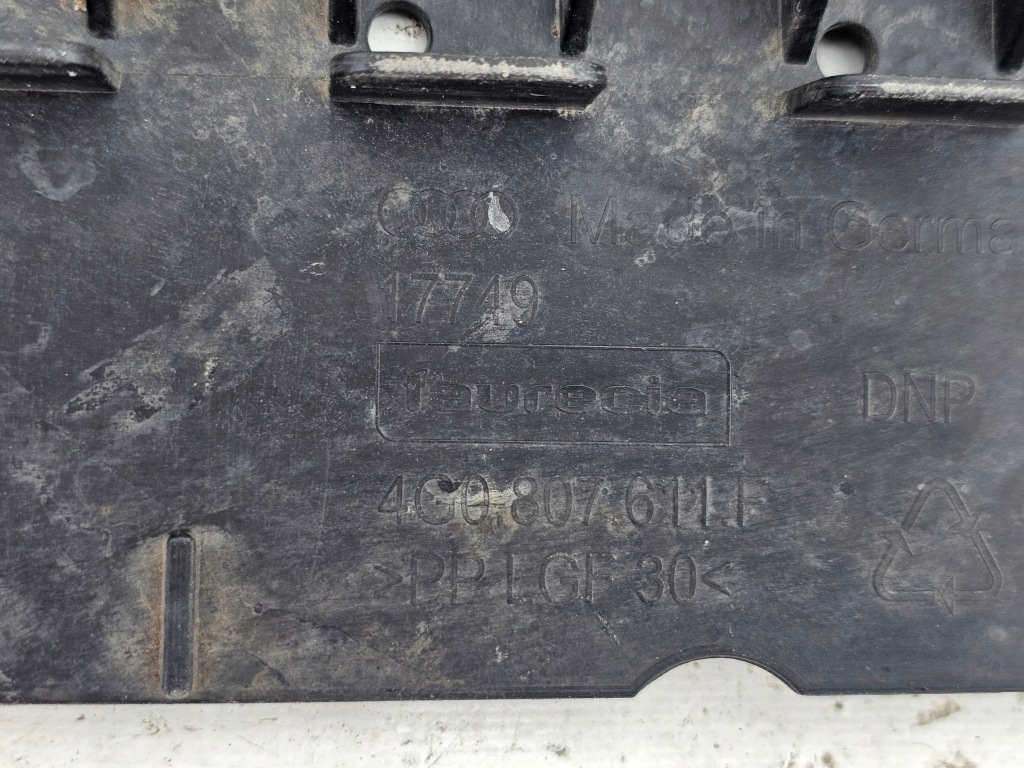 Made in Germa
17749
faurecia
DNP
4G0 807 611 F
>PP LGF 30<